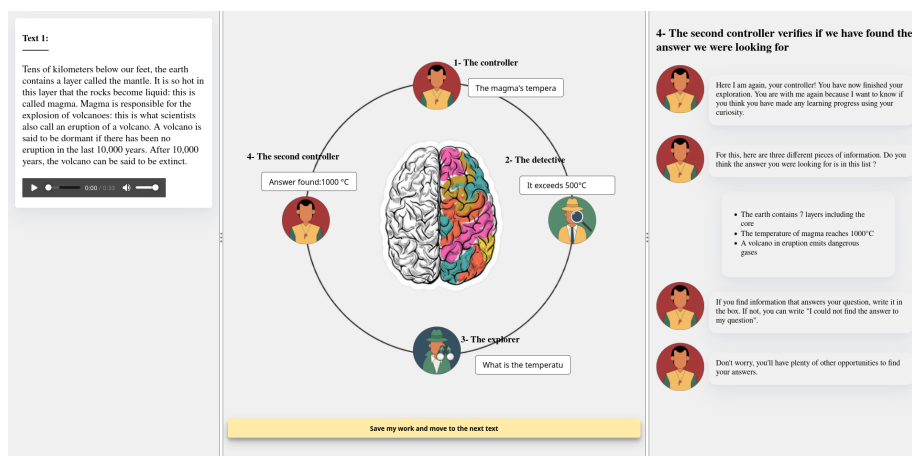 Text 1:
Tens of kilometers below our feet, the earth
contains a layer called the mantle. It is so hot in
this layer that the rocks become liquid: this is
called magma. Magma is responsible for the
explosion of volcanoes: this is what scientists
also call an eruption of a volcano. A volcano is
said to be dormant if there has been no
eruption in the last 10,000 years. After 10,000
years, the volcano can be said to be extinct.
0:00 / 0:33
1- The controller
The magma's tempera
4- The second controller
Answer found:1000 °C
2- The detective
It exceeds 500°C
3- The explorer
What is the temperatu
Save my work and move to the next text
4- The second controller verifies if we have found the
answer we were looking for
Here I am again, your controller! You have now finished your
exploration. You are with me again because I want to know if
you think you have made any learning progress using your
curiosity.
For this, here are three different pieces of information. Do you
think the answer you were looking for is in this list ?
• The earth contains 7 layers including the
core
• The temperature of magma reaches 1000°C
• A volcano in eruption emits dangerous
gases
If you find information that answers your question, write it in
the box. If not, you can write "I could not find the answer to
my question".
Don't worry, you'll have plenty of other opportunities to find
your answers.